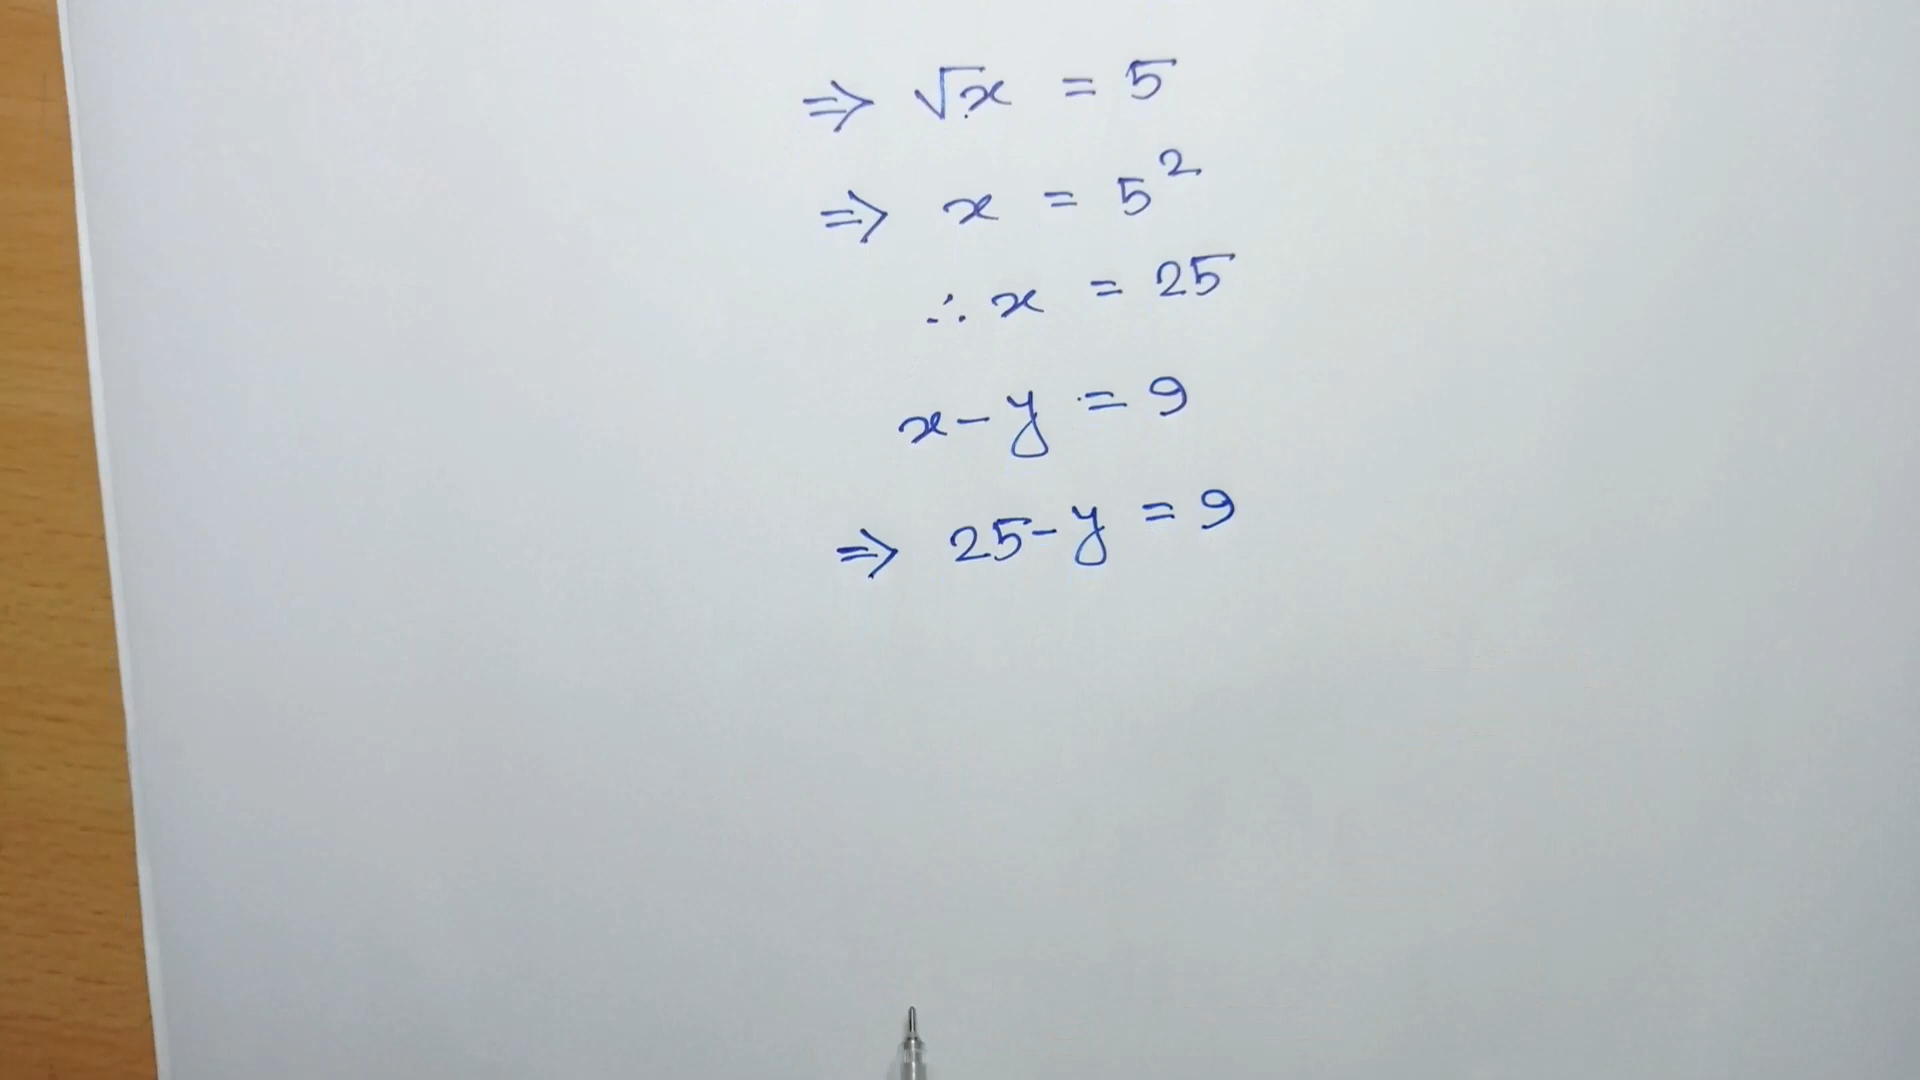 ⇒ √x = 5
⇒ x = 5²
∴ x = 25
x - y = 9
⇒ 25 - y = 9